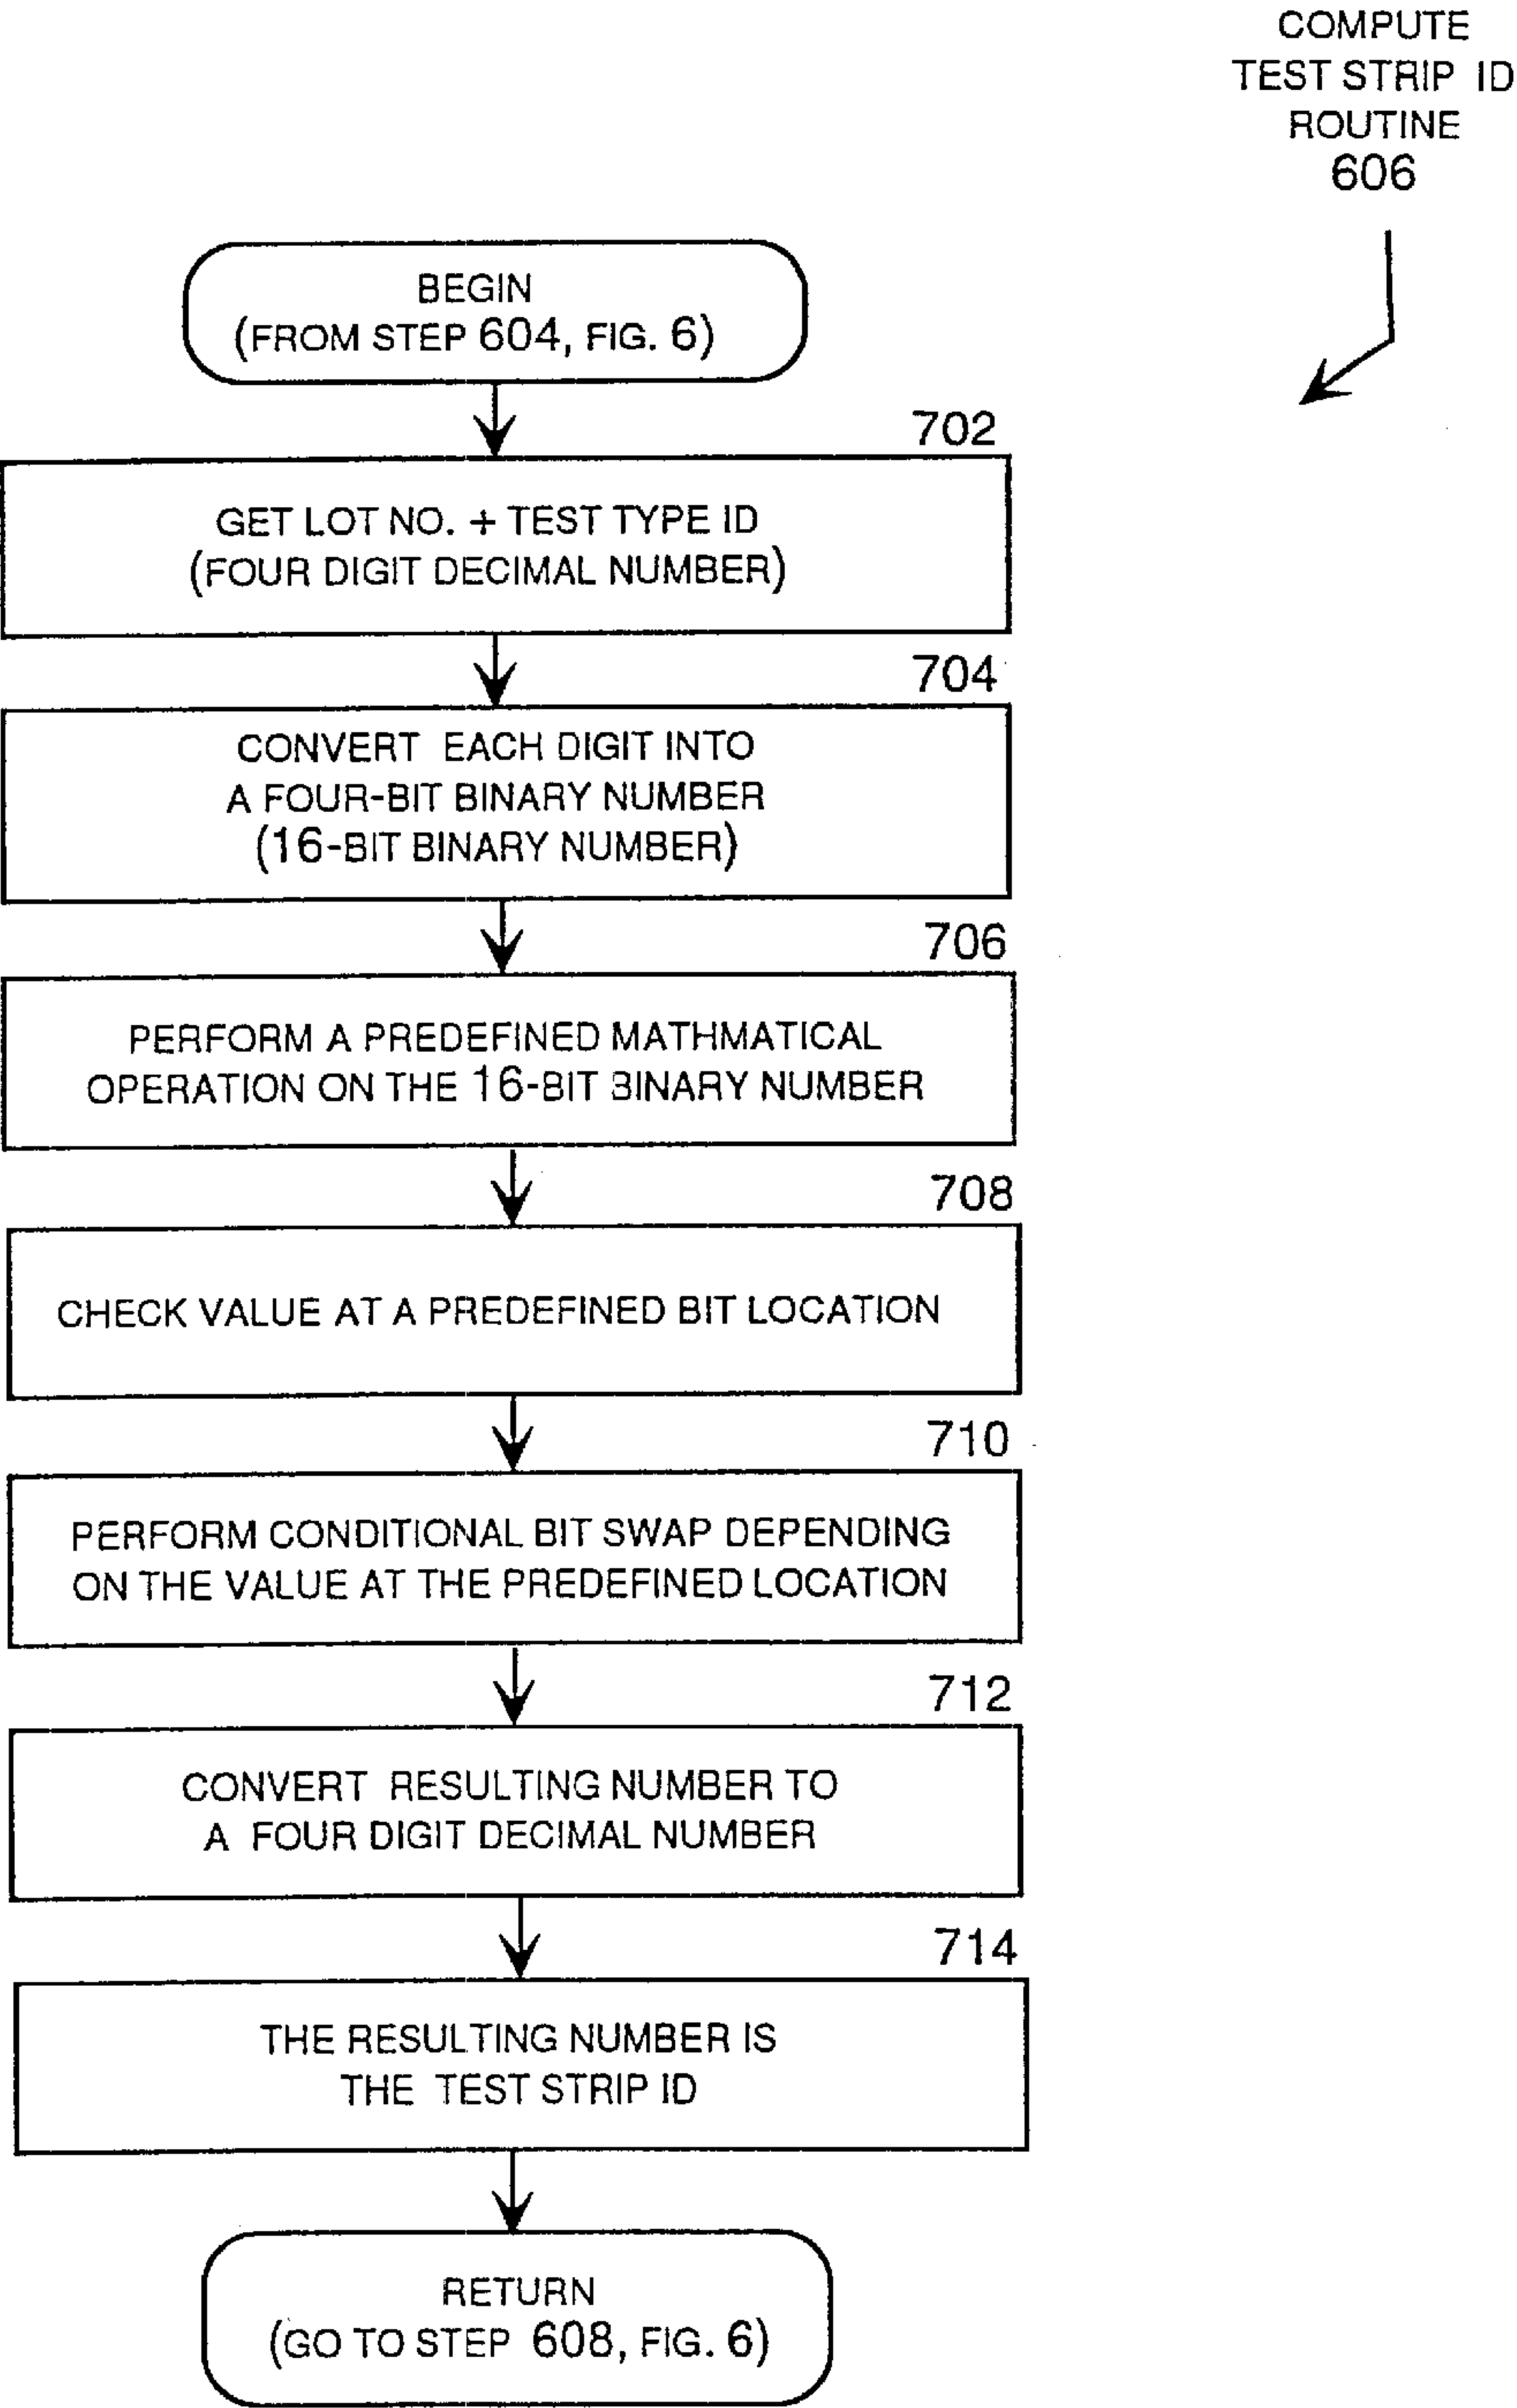 COMPUTE
TEST STRIP ID
ROUTINE
606
BEGIN
(FROM STEP 604, FIG. 6)
702
GET LOT NO. + TEST TYPE ID
(FOUR DIGIT DECIMAL NUMBER)
704
CONVERT EACH DIGIT INTO
A FOUR-BIT BINARY NUMBER
(16-BIT BINARY NUMBER)
706
PERFORM A PREDEFINED MATHMATICAL
OPERATION ON THE 16-BIT BINARY NUMBER
708
CHECK VALUE AT A PREDEFINED BIT LOCATION
710
PERFORM CONDITIONAL BIT SWAP DEPENDING
ON THE VALUE AT THE PREDEFINED LOCATION
712
CONVERT RESULTING NUMBER TO
A FOUR DIGIT DECIMAL NUMBER
714
THE RESULTING NUMBER IS
THE TEST STRIP ID
RETURN
(GO TO STEP 608, FIG. 6)